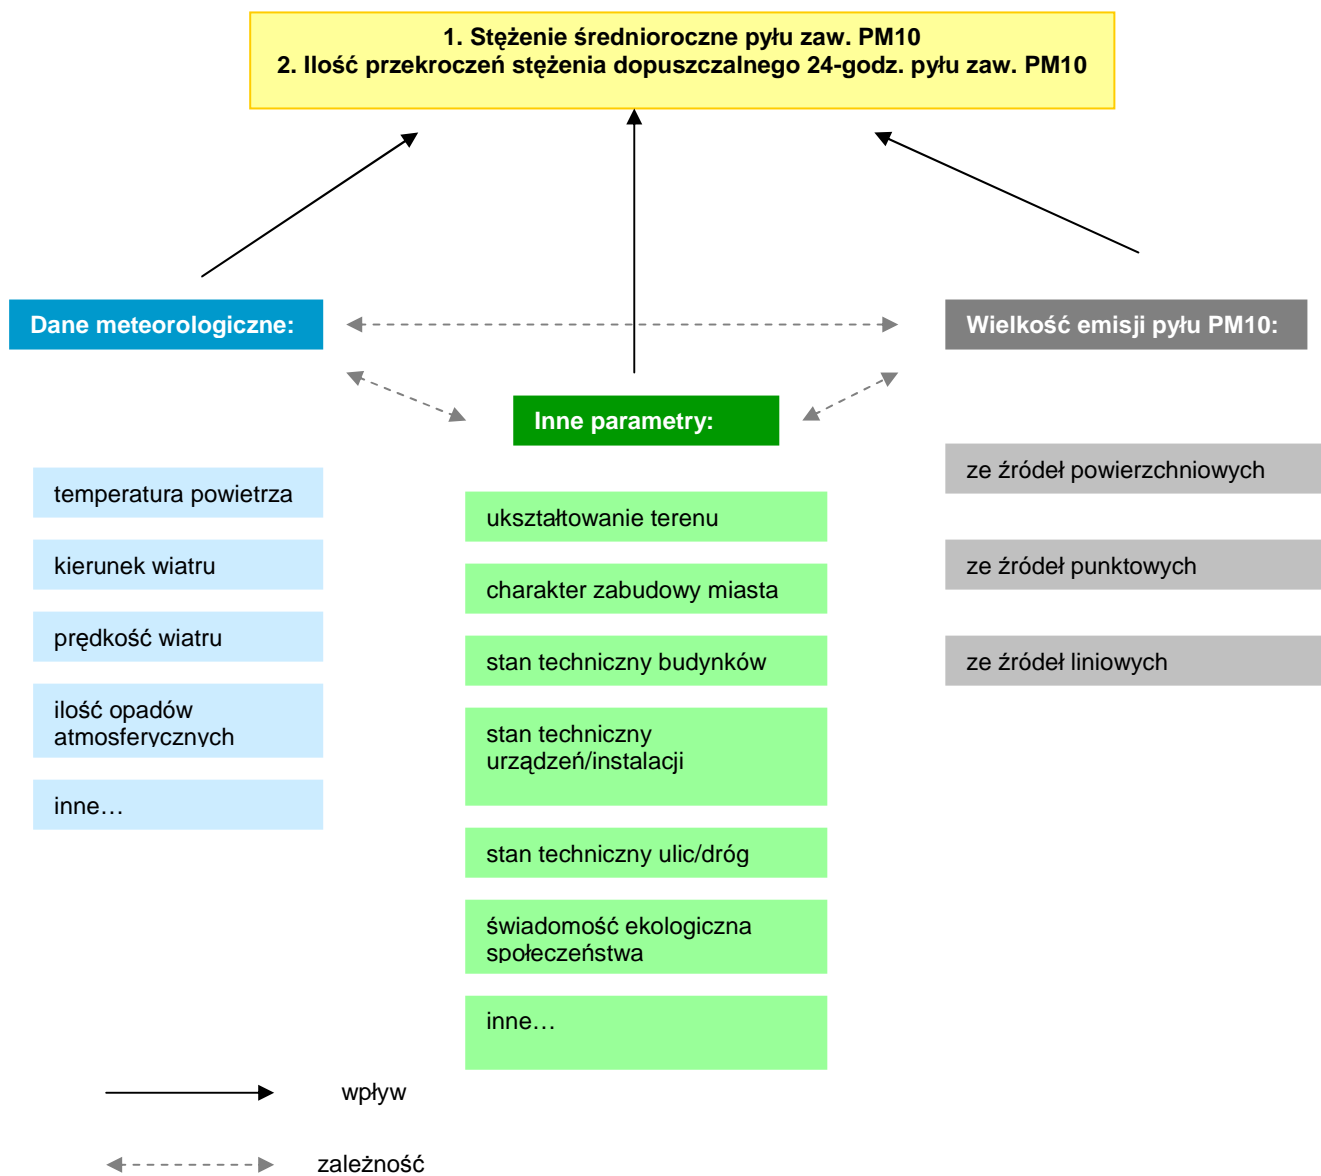 1. Stężenie średnioroczne pyłu zaw. PM10
2. Ilość przekroczeń stężenia dopuszczalnego 24-godz. pyłu zaw. PM10
Dane meteorologiczne:
Wielkość emisji pyłu PM10:
Inne parametry:
temperatura powietrza
kierunek wiatru
prędkość wiatru
ilość opadów
atmosferycznych
inne…
ukształtowanie terenu
charakter zabudowy miasta
stan techniczny budynków
stan techniczny
urządzeń/instalacji
stan techniczny ulic/dróg
świadomość ekologiczna
społeczeństwa
inne…
ze źródeł powierzchniowych
ze źródeł punktowych
ze źródeł liniowych
wpływ
zależność